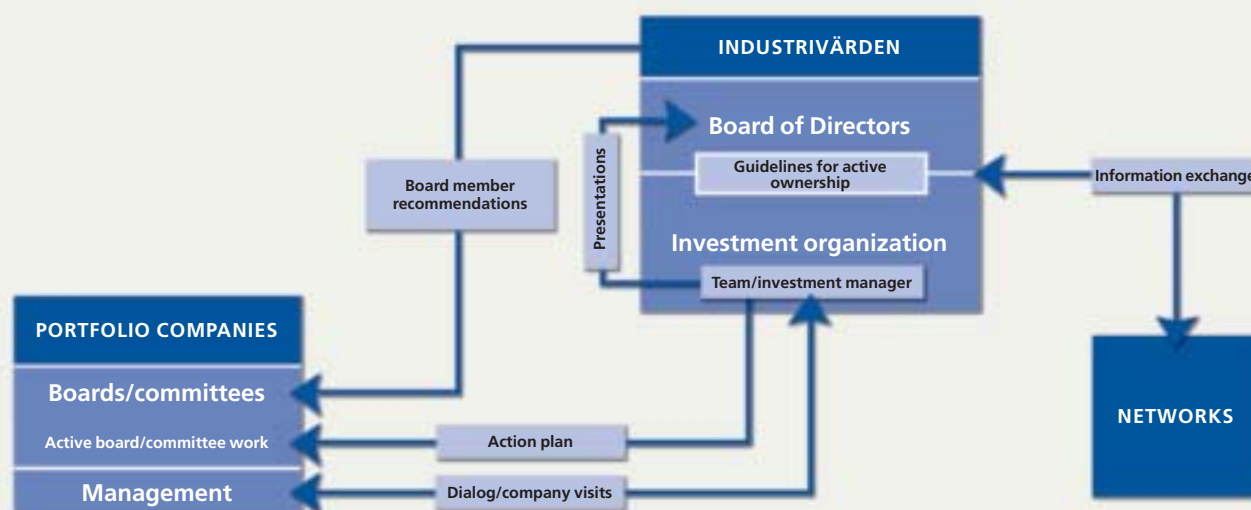 INDUSTRIVÄRDEN
Board of Directors
Guidelines for active
ownership
Presentations
Board member
recommendations
Information exchange
Investment organization
Team/investment manager
PORTFOLIO COMPANIES
Boards/committees
Active board/committee work
Action plan
NETWORKS
Management
Dialog/company visits